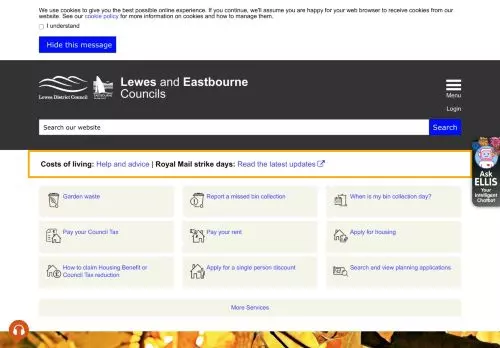 We use cookies to give you the best possible online experience. If you continue, we'll assume you are happy for your web browser to receive cookies from our
website. See our cookie policy for more information on cookies and how to manage them.
I understand
Hide this message
Lewes and Eastbourne
Councils
Lewes District Council
Menu
Login
Search our website
Search
Costs of living: Help and advice | Royal Mail strike days: Read the latest updates
Ask
ELLIS
Your
Intelligent
Chatbot
Garden waste
Report a missed bin collection
When is my bin collection day?
Pay your Council Tax
Pay your rent
Apply for housing
How to claim Housing Benefit or
Council Tax reduction
Apply for a single person discount
Search and view planning applications
More Services